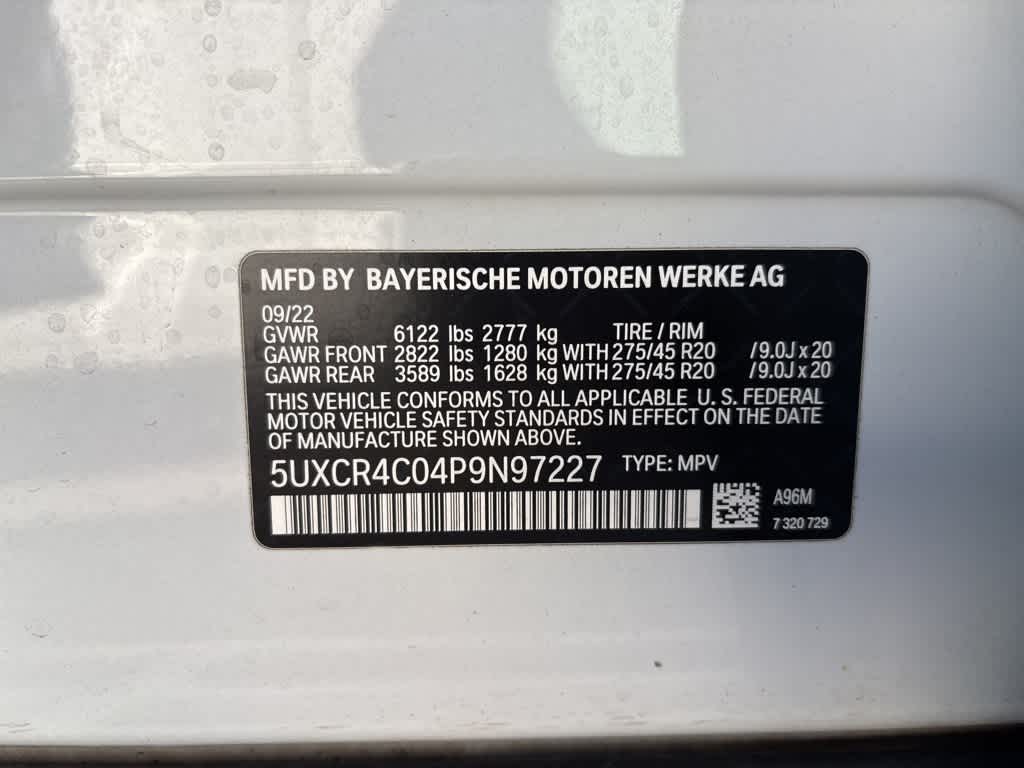 MFD BY BAYERISCHE MOTOREN WERKE AG
09/22
GVWR 6122 lbs 2777 kg TIRE / RIM
GAWR FRONT 2822 lbs 1280 kg WITH 275/45 R20 /9.0J x 20
GAWR REAR 3589 lbs 1628 kg WITH 275/45 R20 /9.0J x 20
THIS VEHICLE CONFORMS TO ALL APPLICABLE U. S. FEDERAL
MOTOR VEHICLE SAFETY STANDARDS IN EFFECT ON THE DATE
OF MANUFACTURE SHOWN ABOVE.
5UXCR4C04P9N97227 TYPE: MPV
A96M
7 320 729